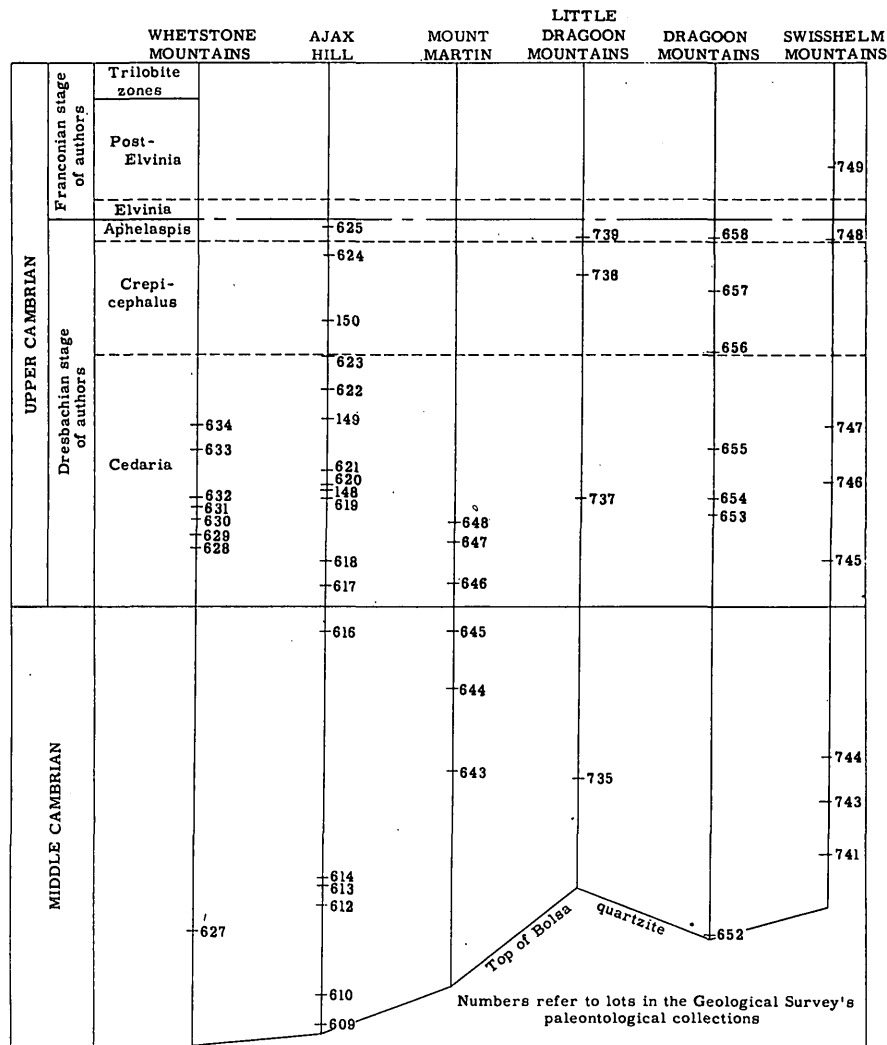 WHETSTONE
MOUNTAINS
AJAX
HILL
MOUNT
MARTIN
LITTLE
DRAGOON
MOUNTAINS
DRAGOON
MOUNTAINS
SWISSHELM
MOUNTAINS
UPPER CAMBRIAN
MIDDLE CAMBRIAN
Franconian stage
of authors
Dresbachian stage
of authors
Trilobite
zones
Post-
Elvinia
Elvinia
Aphelaspis
Crepi-
cephalus
Cedaria
634
633
632
631
630
629
628
627
625
624
150
623
622
149
621
620
148
619
618
617
616
614
613
612
610
609
648
647
646
645
644
643
739
738
737
735
658
657
656
655
654
653
652
749
748
747
746
745
744
743
741
Top of Bolsa
quartzite
Numbers refer to lots in the Geological Survey's
paleontological collections